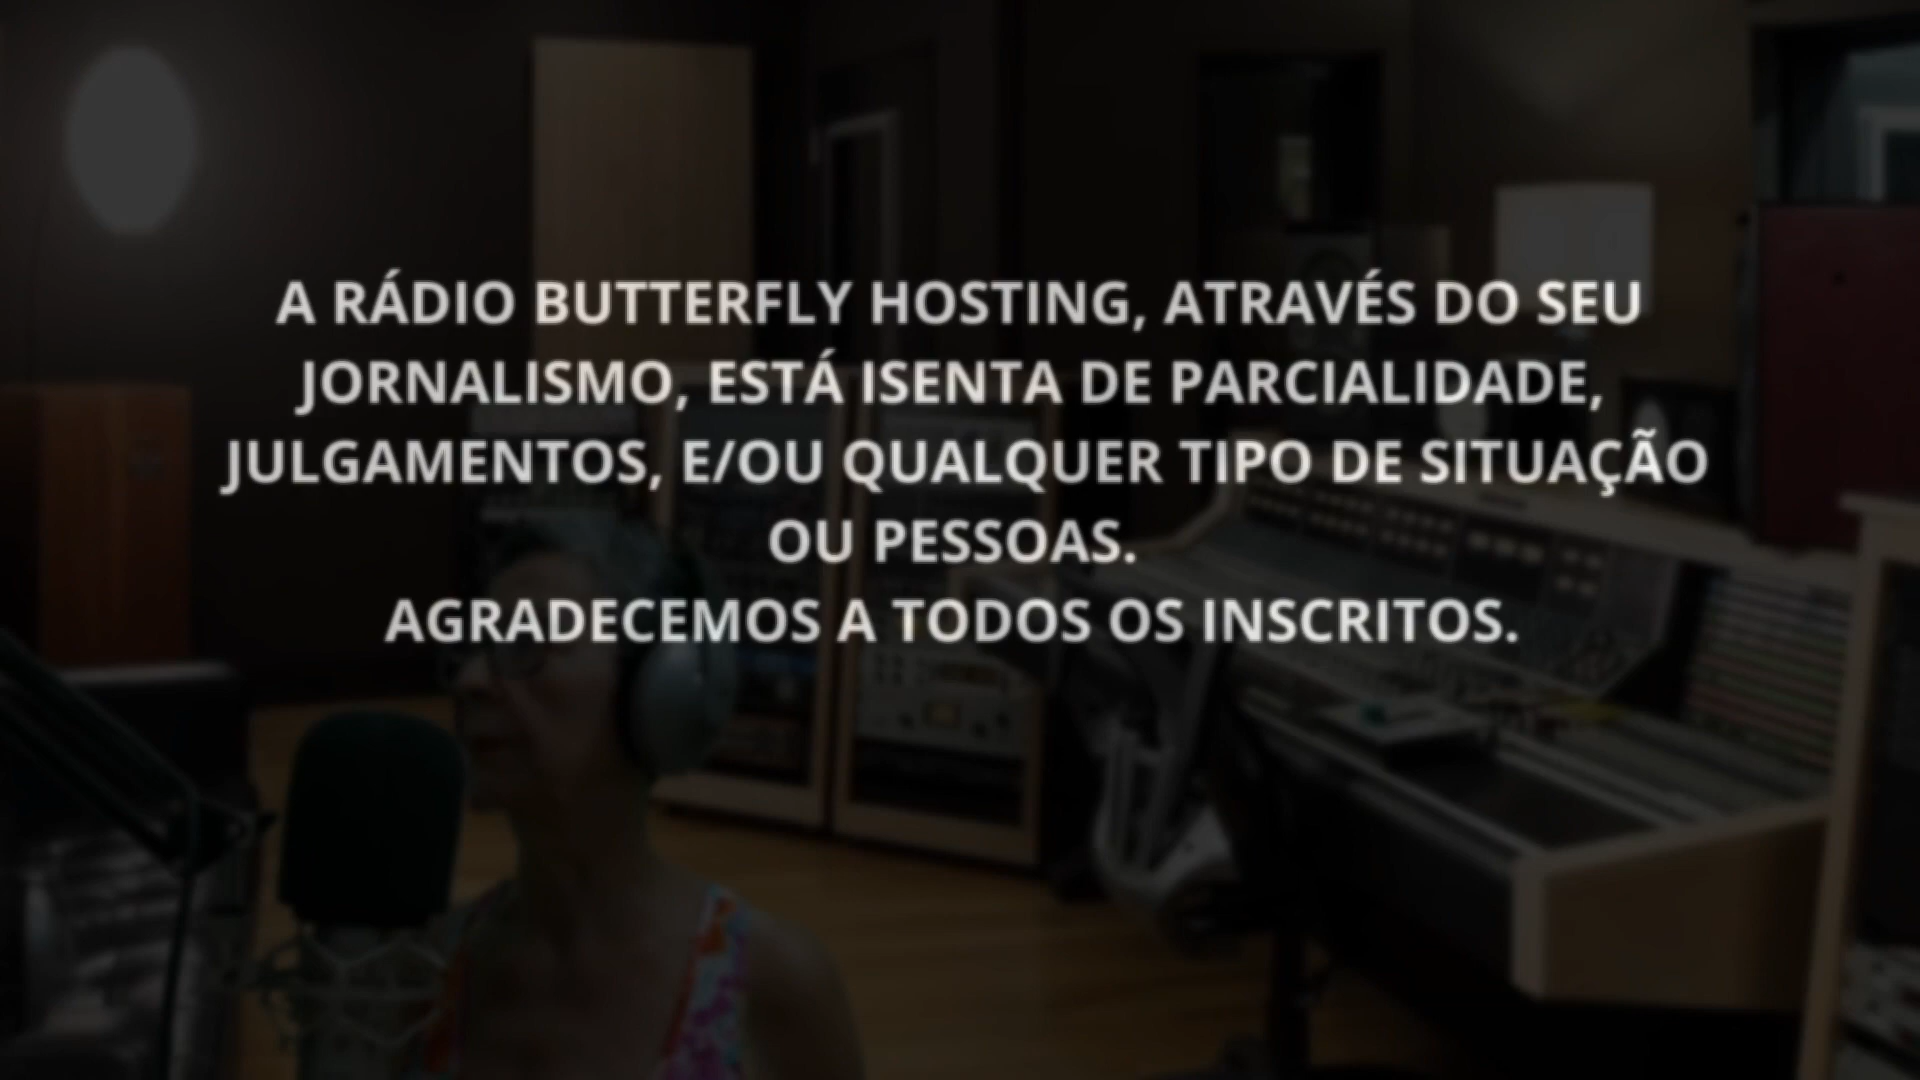 A RÁDIO BUTTERFLY HOSTING, ATRAVÉS DO SEU
JORNALISMO, ESTÁ ISENTA DE PARCIALIDADE,
JULGAMENTOS, E/OU QUALQUER TIPO DE SITUAÇÃO
OU PESSOAS.
AGRADECEMOS A TODOS OS INSCRITOS.